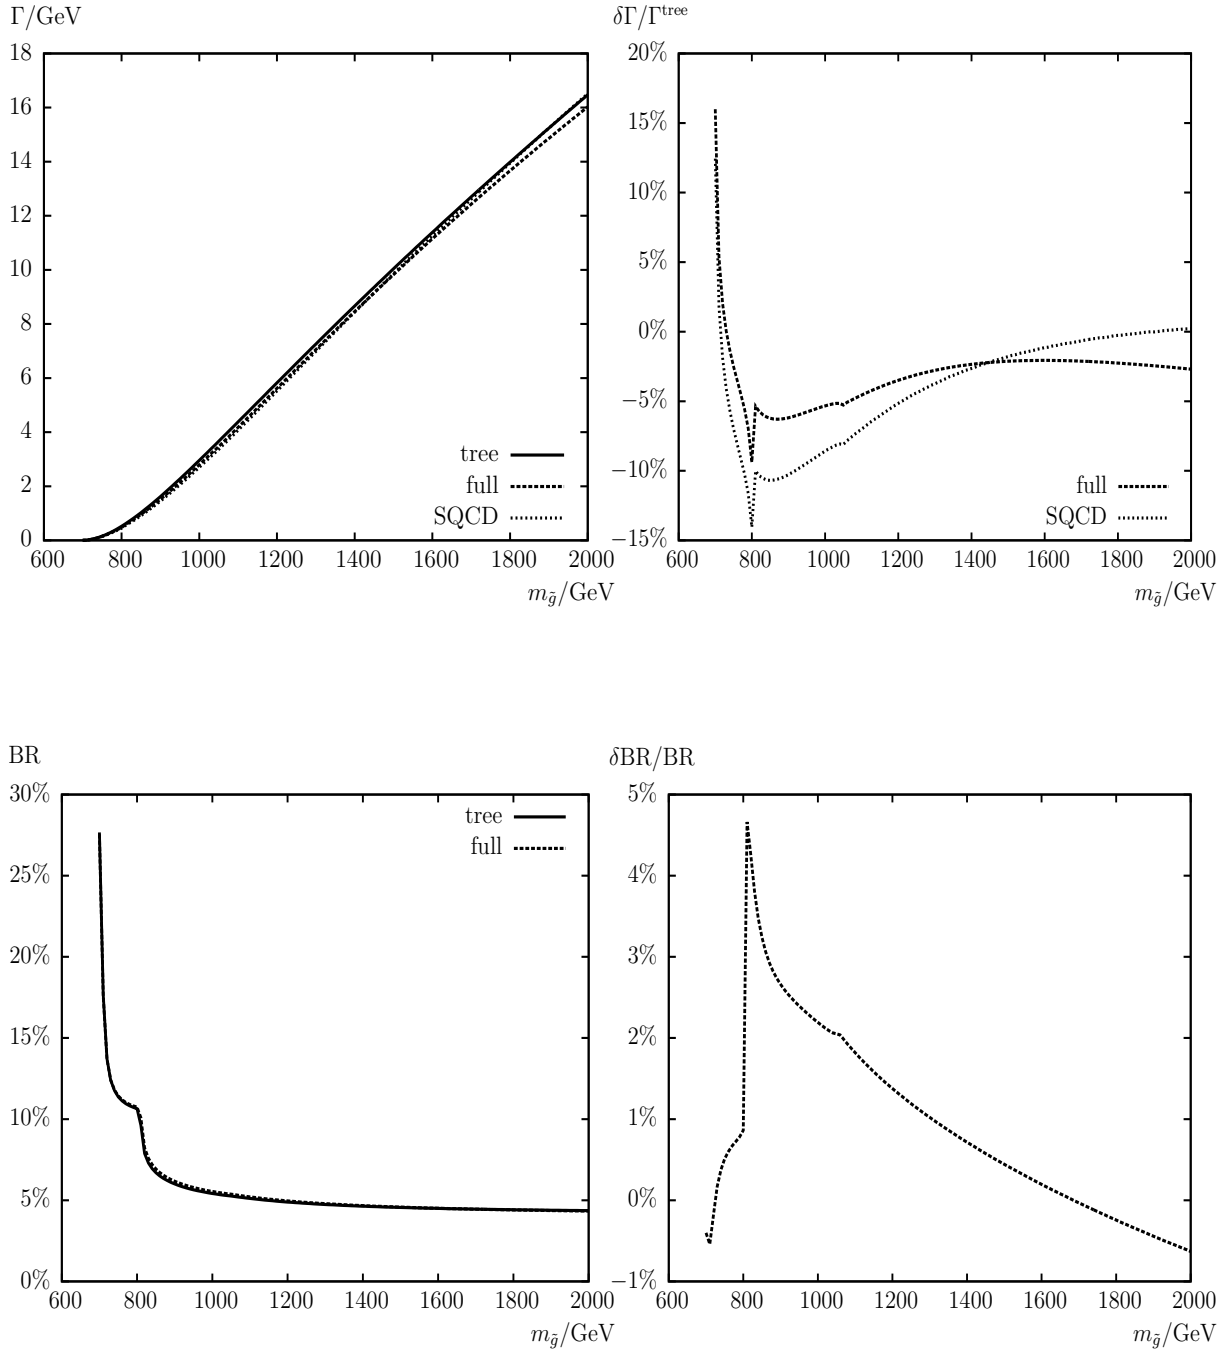 Γ/GeV
18
16
14
12
10
8
6
4
2
0
tree
full
SQCD
600 800 1000 1200 1400 1600 1800 2000
m_g̃/GeV
δΓ/Γ^tree
20%
15%
10%
5%
0%
−5%
−10%
−15%
full
SQCD
600 800 1000 1200 1400 1600 1800 2000
m_g̃/GeV
BR
30%
25%
20%
15%
10%
5%
0%
tree
full
600 800 1000 1200 1400 1600 1800 2000
m_g̃/GeV
δBR/BR
5%
4%
3%
2%
1%
0%
−1%
600 800 1000 1200 1400 1600 1800 2000
m_g̃/GeV